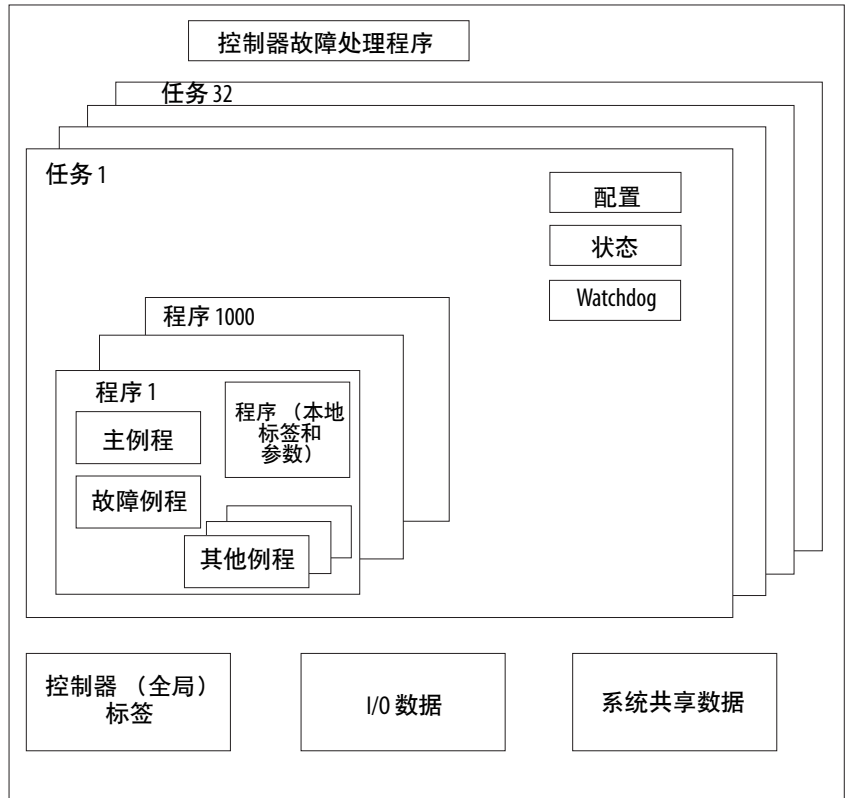 控制器故障处理程序
任务 32
任务 1
配置
状态
Watchdog
程序 1000
程序 1
主例程
故障例程
程序 （本地
标签和
参数）
其他例程
控制器 （全局）
标签
I/0 数据
系统共享数据